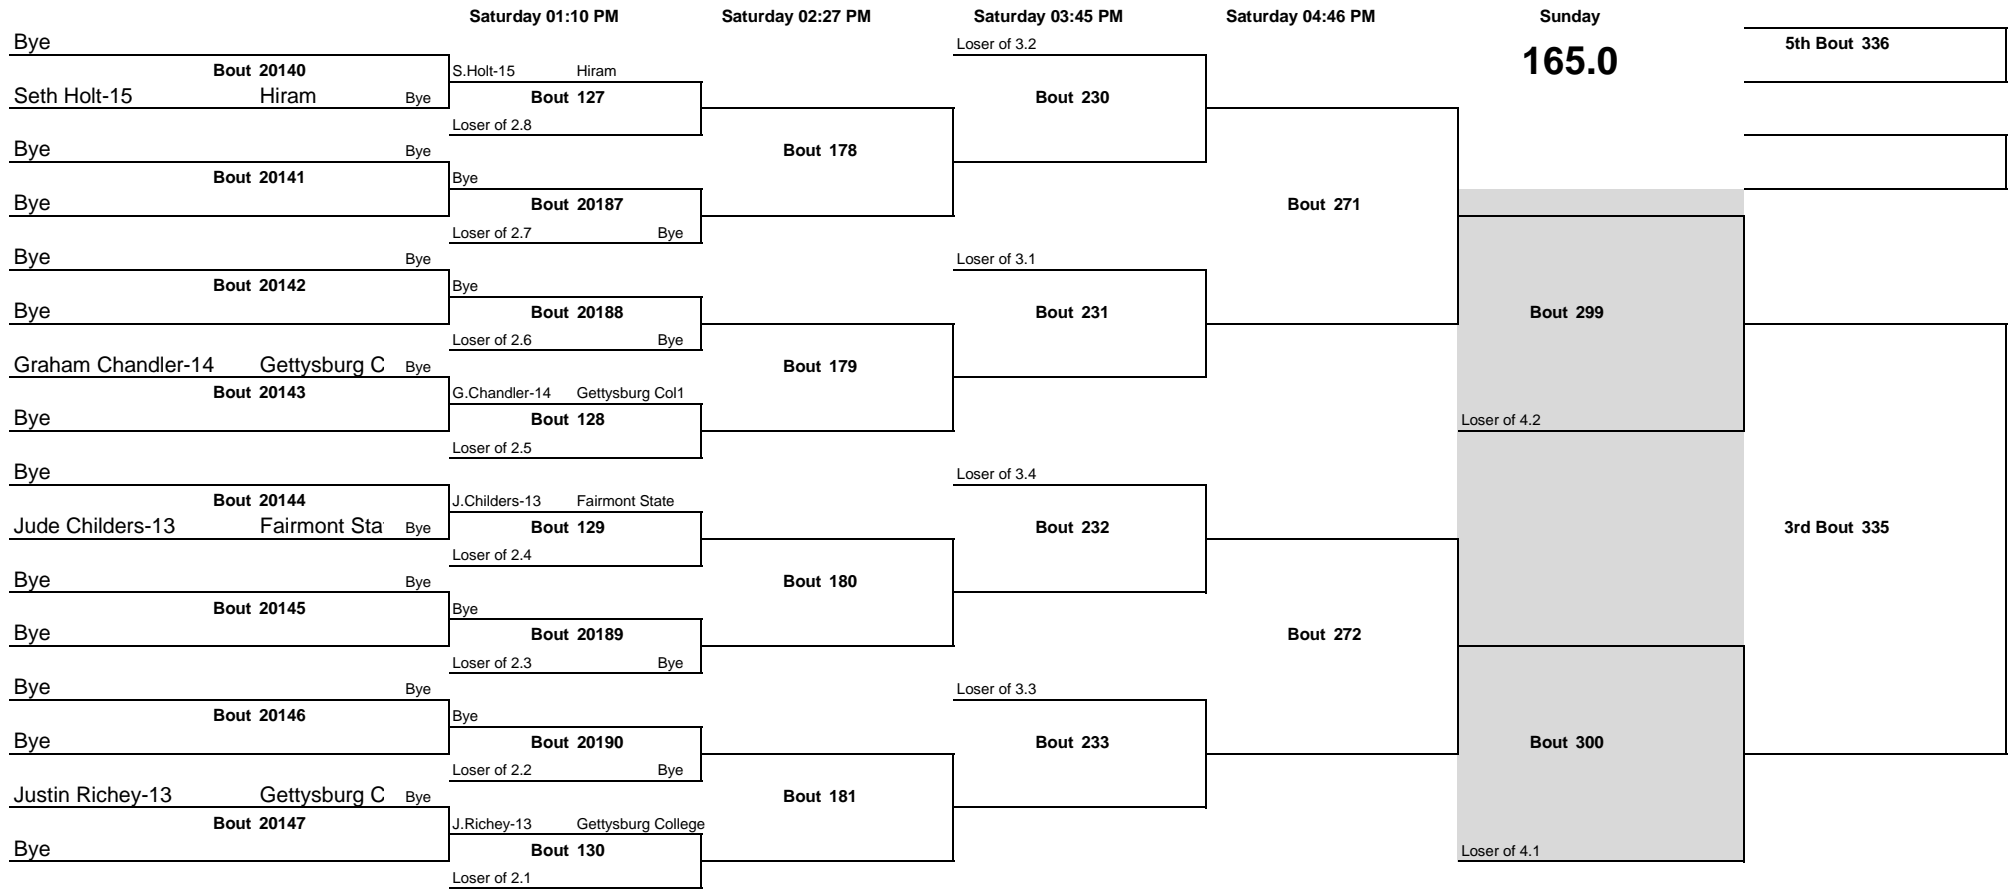 Saturday 01:10 PM Saturday 02:27 PM Saturday 03:45 PM Saturday 04:46 PM Sunday
Bye Loser of 3.2 5th Bout 336
165.0
Bout 20140 S.Holt-15 Hiram
Seth Holt-15 Hiram Bye Bout 127 Bout 230
Loser of 2.8
Bye Bye Bout 178
Bout 20141 Bye
Bye Bout 20187 Bout 271
Loser of 2.7 Bye
Bye Bye Loser of 3.1
Bout 20142 Bye
Bye Bout 20188 Bout 231 Bout 299
Loser of 2.6 Bye
Graham Chandler-14 Gettysburg C Bye Bout 179
Bout 20143 G.Chandler-14 Gettysburg Col1
Bye Bout 128 Loser of 4.2
Loser of 2.5
Bye Loser of 3.4
Bout 20144 J.Childers-13 Fairmont State
Jude Childers-13 Fairmont Sta Bye Bout 129 Bout 232 3rd Bout 335
Loser of 2.4
Bye Bye Bout 180
Bout 20145 Bye
Bye Bout 20189 Bout 272
Loser of 2.3 Bye
Bye Bye Loser of 3.3
Bout 20146 Bye
Bye Bout 20190 Bout 233 Bout 300
Loser of 2.2 Bye
Justin Richey-13 Gettysburg C Bye Bout 181
Bout 20147 J.Richey-13 Gettysburg College
Bye Bout 130 Loser of 4.1
Loser of 2.1